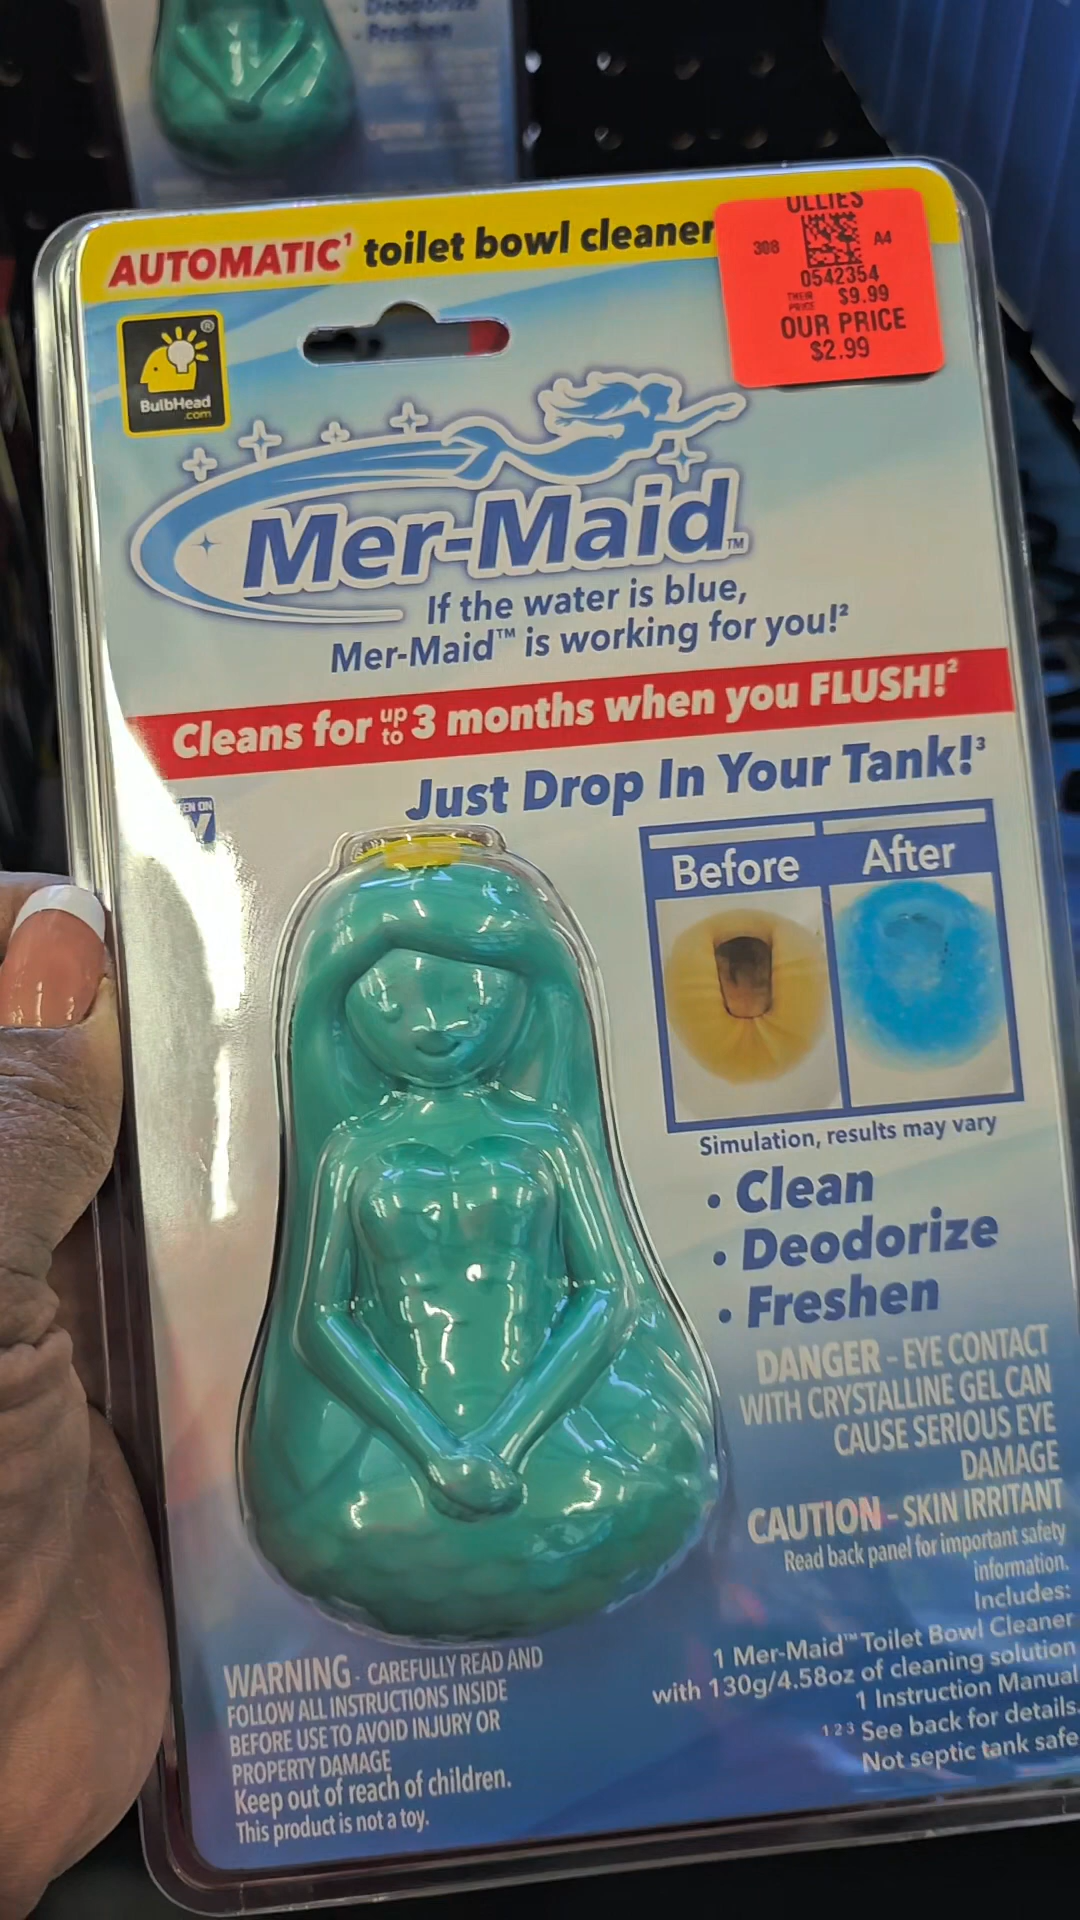 Deodorize
Freshen
AUTOMATIC¹ toilet bowl cleaner
OLLIES
308 A4
0542354
THEIR PRICE $9.99
OUR PRICE
$2.99
BulbHead
.com
®
Mer-Maid™
If the water is blue,
Mer-Maid™ is working for you!²
Cleans for up to 3 months when you FLUSH!²
Just Drop In Your Tank!³
EN ON
V
Before After
Simulation, results may vary
• Clean
• Deodorize
• Freshen
DANGER - EYE CONTACT
WITH CRYSTALLINE GEL CAN
CAUSE SERIOUS EYE
DAMAGE
CAUTION - SKIN IRRITANT
Read back panel for important safety
information.
Includes:
1 Mer-Maid™ Toilet Bowl Cleaner
with 130g/4.58oz of cleaning solution
1 Instruction Manual
1 2 3 See back for details.
Not septic tank safe
WARNING - CAREFULLY READ AND
FOLLOW ALL INSTRUCTIONS INSIDE
BEFORE USE TO AVOID INJURY OR
PROPERTY DAMAGE
Keep out of reach of children.
This product is not a toy.